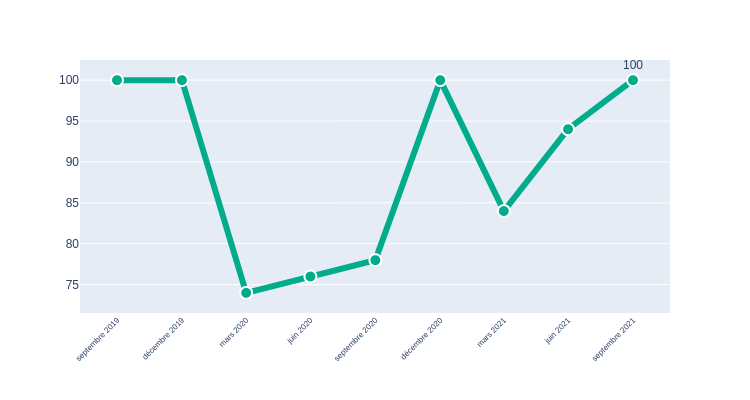 100
100
95
90
85
80
75
septembre 2019
décembre 2019
mars 2020
juin 2020
septembre 2020
décembre 2020
mars 2021
juin 2021
septembre 2021